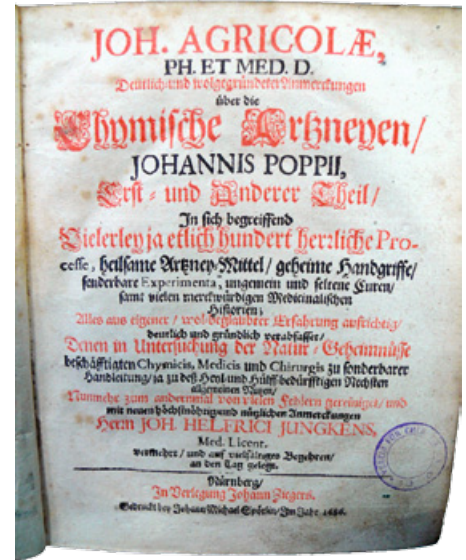 JOH. AGRICOLÆ,
PH. ET MED. D.
Deutlich- und wolgegründeter Anmerckungen
über die
Chymische Artzneyen/
JOHANNIS POPPII,
Erst- und Anderer Theil/
In sich begreiffend
Vielerley ja etlich hundert herzliche Pro-
cesse, heilsame Artzney-Mittel/ geheime Handgriffe/
sonderbare Experimenta, ungemein und seltene Curen/
samt vielen merckwürdigen Medicinalischen
Historien;
Alles aus eigener / wol-beglaubter Erfahrung aufrichtig/
deutlich und gründlich verabfasset/
Denen in Untersuchung der Natur-Geheimnüsse
beschäfftigten Chymicis, Medicis und Chirurgis zu sonderbarer
Handleitung/ ja zu deß Heyl- und Hülff-bedürfftigen Nechsten
allgemeinen Nutzen/
Nunmehr zum andernmal von vielen Fehlern gereiniget/ und
mit neuen höchstnöhtig und nützlichen Anmerckungen
Herrn JOH. HELFRICI JUNGKENS,
Med. Licent.
vermehret / und auf vielfältiges Begehren/
an den Tag gelegt.
Nürnberg/
In Verlegung Johann Ziegers.
Gedruckt bey Johann Michael Spörlin/ Im Jahr 1686.